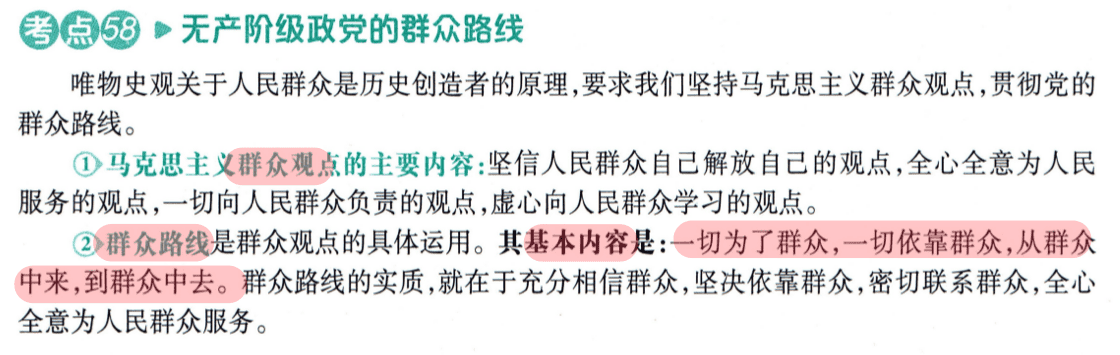 考点58 ▶ 无产阶级政党的群众路线
唯物史观关于人民群众是历史创造者的原理,要求我们坚持马克思主义群众观点,贯彻党的
群众路线。
①马克思主义群众观点的主要内容:坚信人民群众自己解放自己的观点,全心全意为人民
服务的观点,一切向人民群众负责的观点,虚心向人民群众学习的观点。
②群众路线是群众观点的具体运用。其基本内容是:一切为了群众,一切依靠群众,从群众
中来,到群众中去。群众路线的实质,就在于充分相信群众,坚决依靠群众,密切联系群众,全心
全意为人民群众服务。